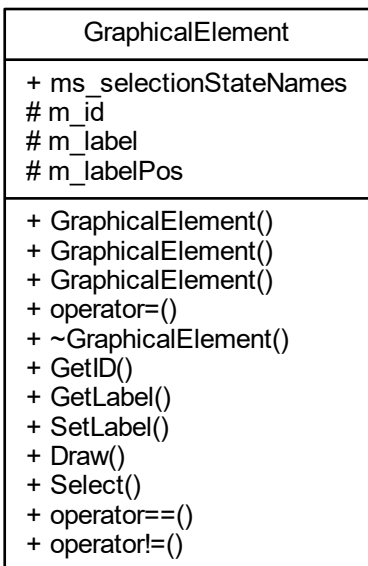 GraphicalElement
+ ms_selectionStateNames
# m_id
# m_label
# m_labelPos
+ GraphicalElement()
+ GraphicalElement()
+ GraphicalElement()
+ operator=()
+ ~GraphicalElement()
+ GetID()
+ GetLabel()
+ SetLabel()
+ Draw()
+ Select()
+ operator==()
+ operator!=()